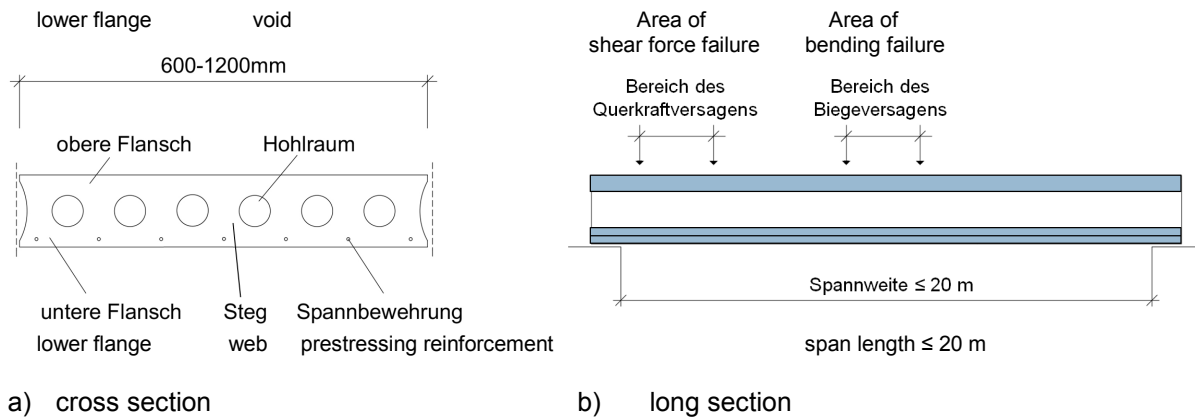 lower flange void
600-1200mm
obere Flansch Hohlraum
untere Flansch Steg Spannbewehrung
lower flange web prestressing reinforcement
a) cross section
Area of
shear force failure
Area of
bending failure
Bereich des
Querkraftversagens
Bereich des
Biegeversagens
Spannweite ≤ 20 m
span length ≤ 20 m
b) long section